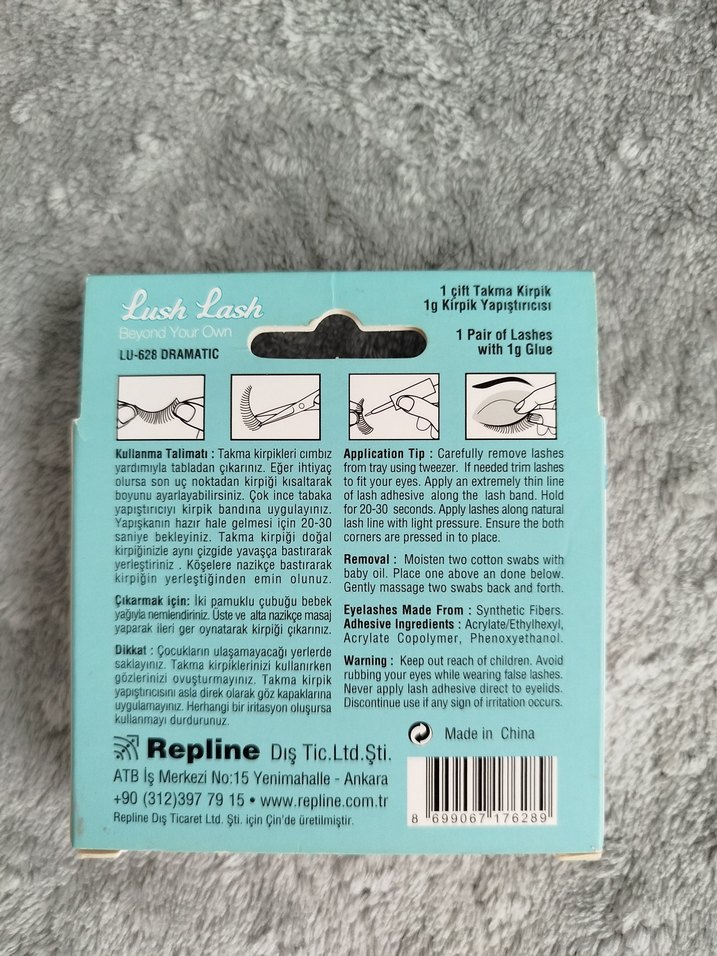 Lush Lash
Beyond Your Own
LU-628 DRAMATIC
1 çift Takma Kirpik
1g Kirpik Yapıştırıcısı
1 Pair of Lashes
with 1g Glue
Kullanma Talimatı : Takma kirpikleri cımbız
yardımıyla tabladan çıkarınız. Eğer ihtiyaç
olursa son uç noktadan kirpiği kısaltarak
boyunu ayarlayabilirsiniz. Çok ince tabaka
yapıştırıcıyı kirpik bandına uygulayınız.
Yapışkanın hazır hale gelmesi için 20-30
saniye bekleyiniz. Takma kirpiği doğal
kirpiğinizle aynı çizgide yavaşça bastırarak
yerleştiriniz . Köşelere nazikçe bastırarak
kirpiğin yerleştiğinden emin olunuz.
Çıkarmak için: İki pamuklu çubuğu bebek
yağıyla nemlendiriniz. Üste ve alta nazikçe masaj
yaparak ileri ger oynatarak kirpiği çıkarınız.
Dikkat : Çocukların ulaşamayacağı yerlerde
saklayınız. Takma kirpiklerinizi kullanırken
gözlerinizi ovuşturmayınız. Takma kirpik
yapıştırıcısını asla direk olarak göz kapaklarına
uygulamayınız. Herhangi bir iritasyon oluşursa
kullanmayı durdurunuz.
Application Tip : Carefully remove lashes
from tray using tweezer. If needed trim lashes
to fit your eyes. Apply an extremely thin line
of lash adhesive along the lash band. Hold
for 20-30 seconds. Apply lashes along natural
lash line with light pressure. Ensure the both
corners are pressed in to place.
Removal : Moisten two cotton swabs with
baby oil. Place one above an done below.
Gently massage two swabs back and forth.
Eyelashes Made From : Synthetic Fibers.
Adhesive Ingredients : Acrylate/Ethylhexyl,
Acrylate Copolymer, Phenoxyethanol.
Warning : Keep out reach of children. Avoid
rubbing your eyes while wearing false lashes.
Never apply lash adhesive direct to eyelids.
Discontinue use if any sign of irritation occurs.
Repline Dış Tic.Ltd.Şti.
ATB İş Merkezi No:15 Yenimahalle - Ankara
+90 (312)397 79 15 • www.repline.com.tr
Repline Dış Ticaret Ltd. Şti. için Çin'de üretilmiştir.
Made in China
8 699067 176289